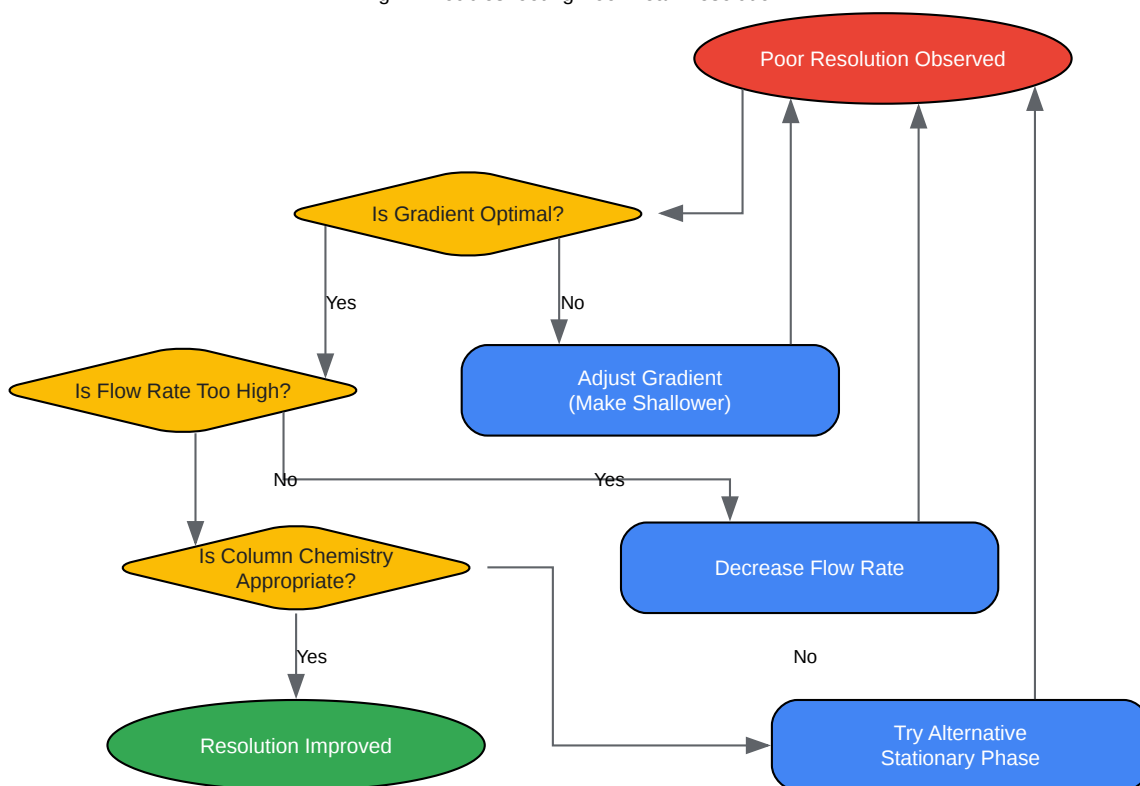 Poor Resolution Observed
Is Gradient Optimal?
Yes
No
Is Flow Rate Too High?
Adjust Gradient
(Make Shallower)
No
Yes
Is Column Chemistry
Appropriate?
Decrease Flow Rate
Yes
No
Resolution Improved
Try Alternative
Stationary Phase